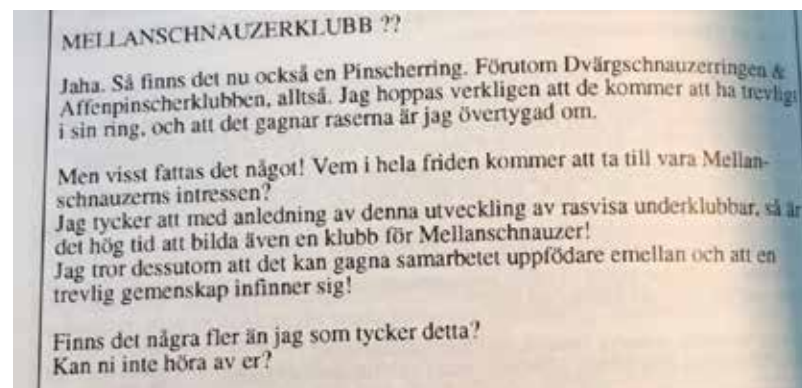 MELLANSCHNAUZERKLUBB ??
Jaha. Så finns det nu också en Pinscherring. Förutom Dvärgschnauzerringen &
Affenpinscherklubben, alltså. Jag hoppas verkligen att de kommer att ha trevligt
i sin ring, och att det gagnar raserna är jag övertygad om.
Men visst fattas det något! Vem i hela friden kommer att ta till vara Mellan-
schnauzerns intressen?
Jag tycker att med anledning av denna utveckling av rasvisa underklubbar, så är
det hög tid att bilda även en klubb för Mellanschnauzer!
Jag tror dessutom att det kan gagna samarbetet uppfödare emellan och att en
trevlig gemenskap infinner sig!
Finns det några fler än jag som tycker detta?
Kan ni inte höra av er?